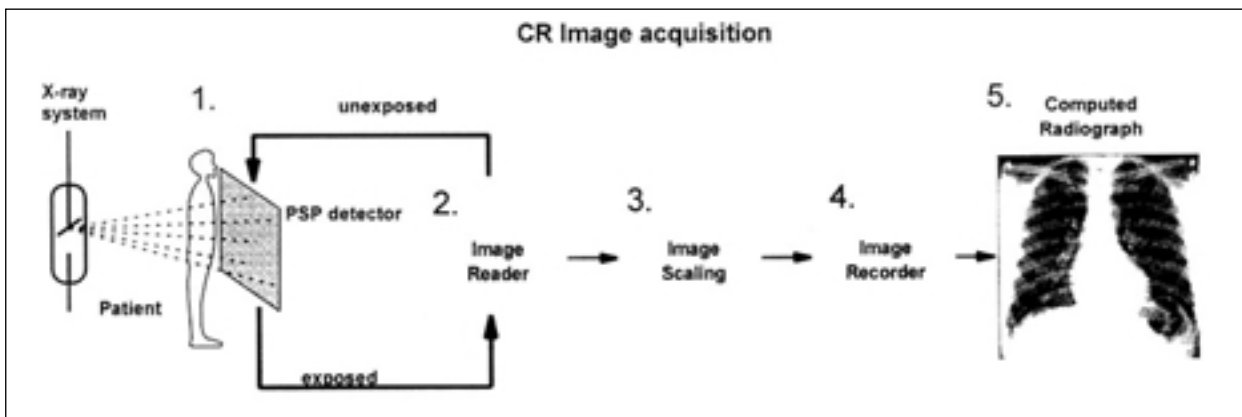 CR Image acquisition
X-ray
system
1.
unexposed
5.
Computed
Radiograph
PSP detector
2.
3.
4.
Image
Reader
Image
Scaling
Image
Recorder
Patient
exposed